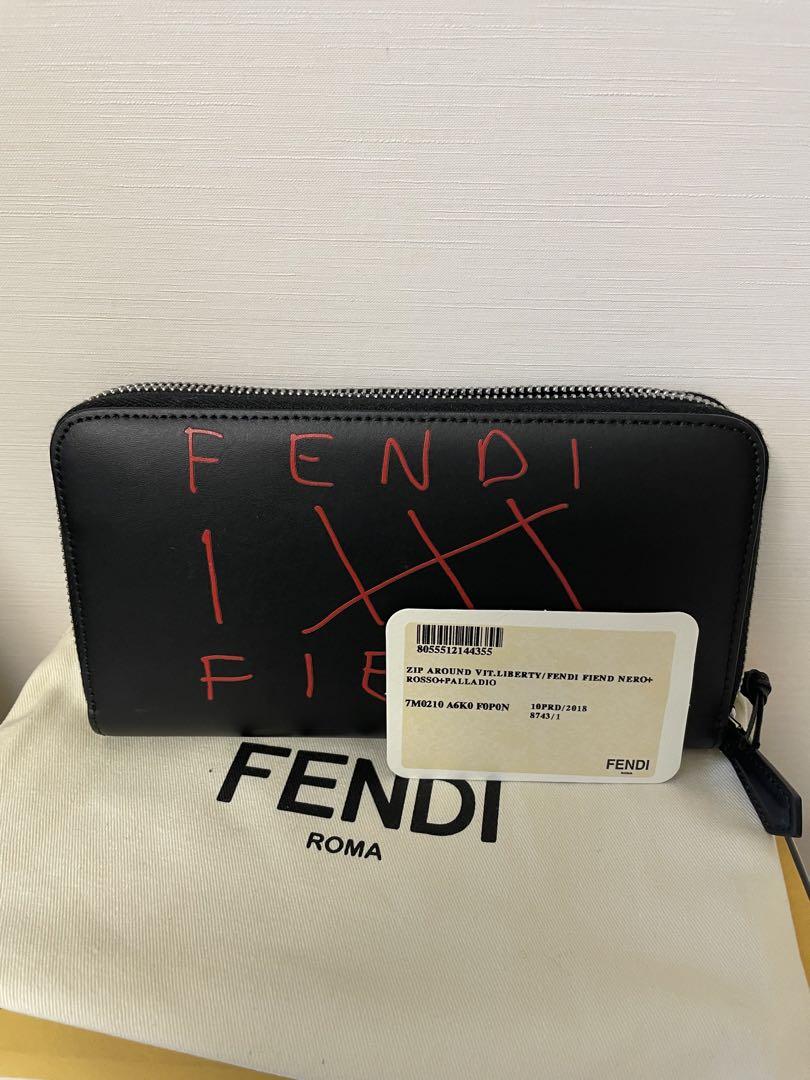 FENDI
FIE
8055512144355
ZIP AROUND VIT.LIBERTY/FENDI FIEND NERO+
ROSSO+PALLADIO
7M0210 A6K0 F0P0N 10PRD/2018
8743/1
FENDI
ROMA
FENDI
ROMA